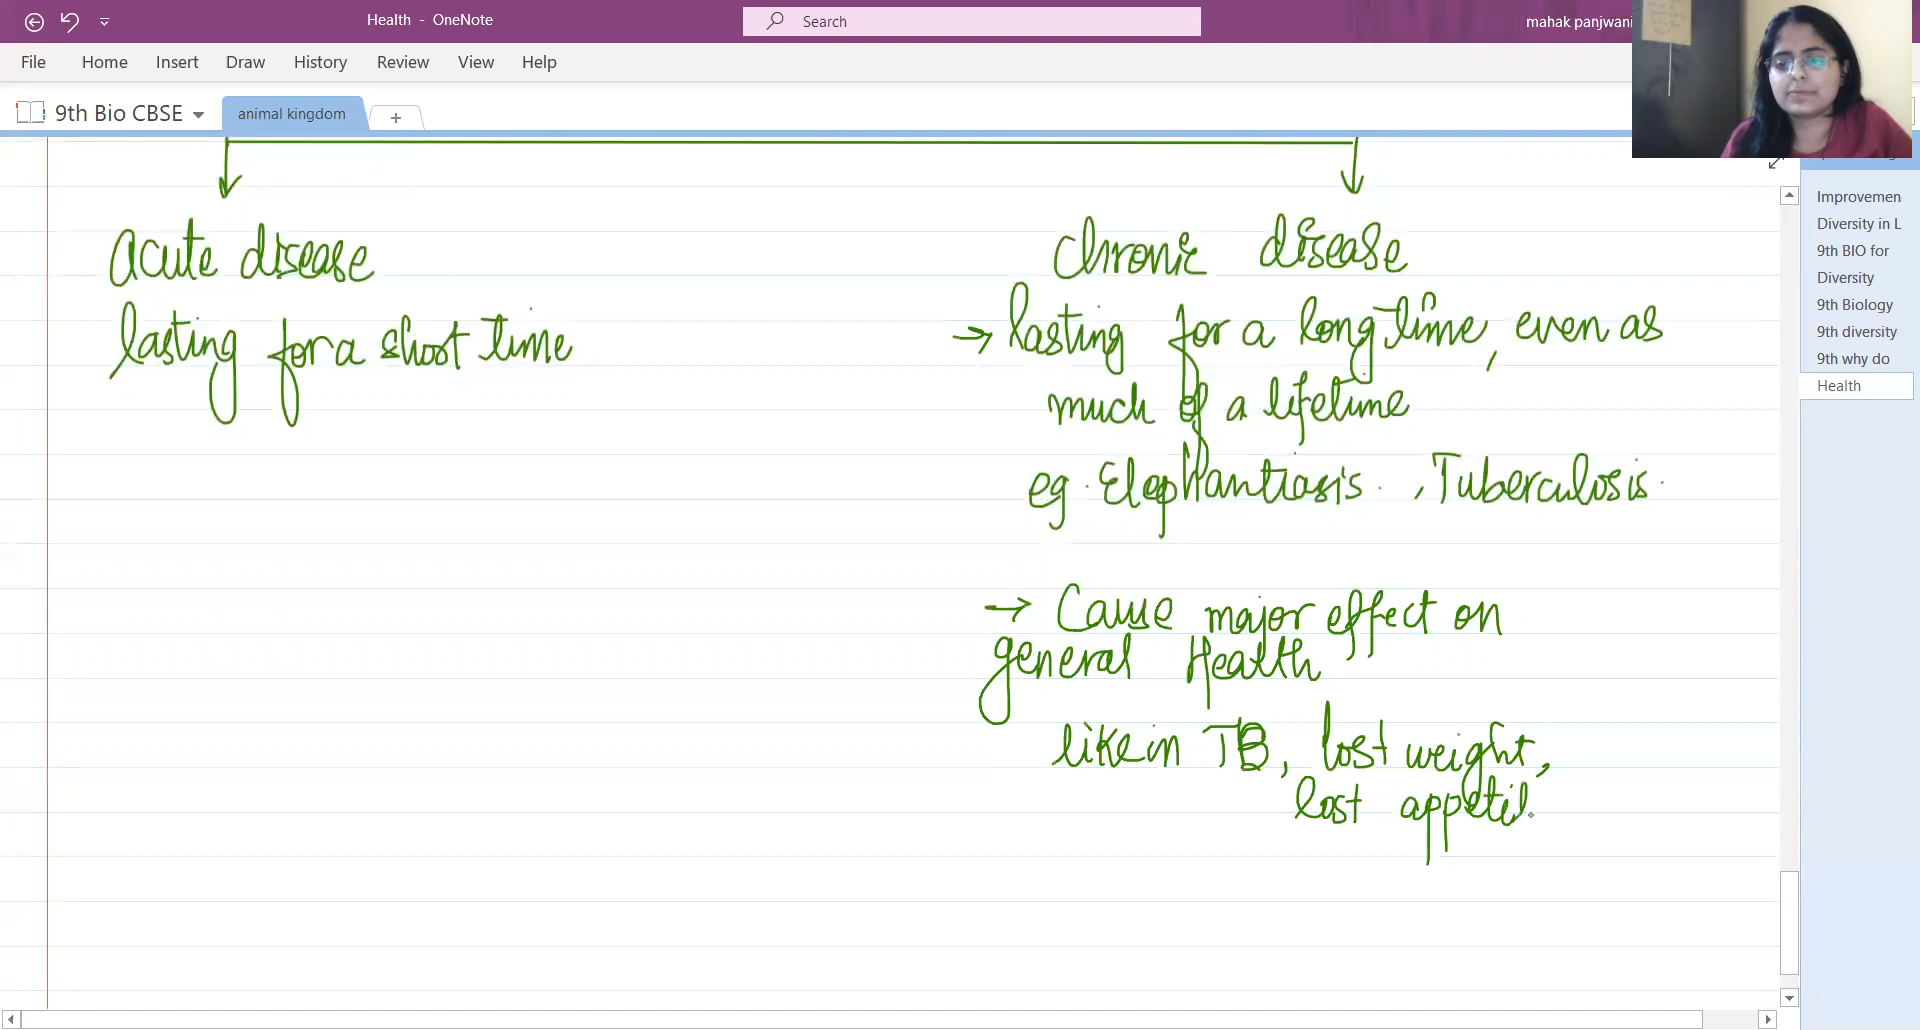 Health - OneNote
Search
mahak panjwani
File Home Insert Draw History Review View Help
9th Bio CBSE
animal kingdom
+
Improvemen
Diversity in L
9th BIO for
Diversity
9th Biology
9th diversity
9th why do
Health
Acute disease
lasting for a short time
Chronic disease
→ lasting for a long time, even as
much of a lifetime
eg. Elephantiasis. , Tuberculosis.
→ Cause major effect on
general Health
like in TB, lost weight,
lost appetit